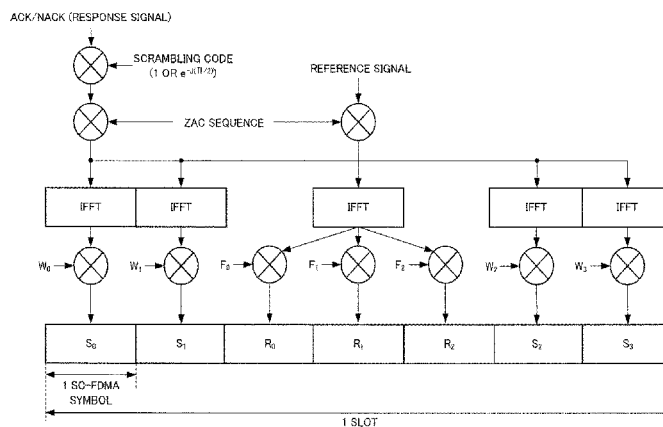 ACK/NACK (RESPONSE SIGNAL)
SCRAMBLING CODE
(1 OR e-J(Π/2))
REFERENCE SIGNAL
ZAC SEQUENCE
IFFT IFFT IFFT IFFT IFFT
W0 W1 F0 F1 F2 W2 W3
S0 S1 R0 R1 R2 S2 S3
1 SC-FDMA
SYMBOL
1 SLOT